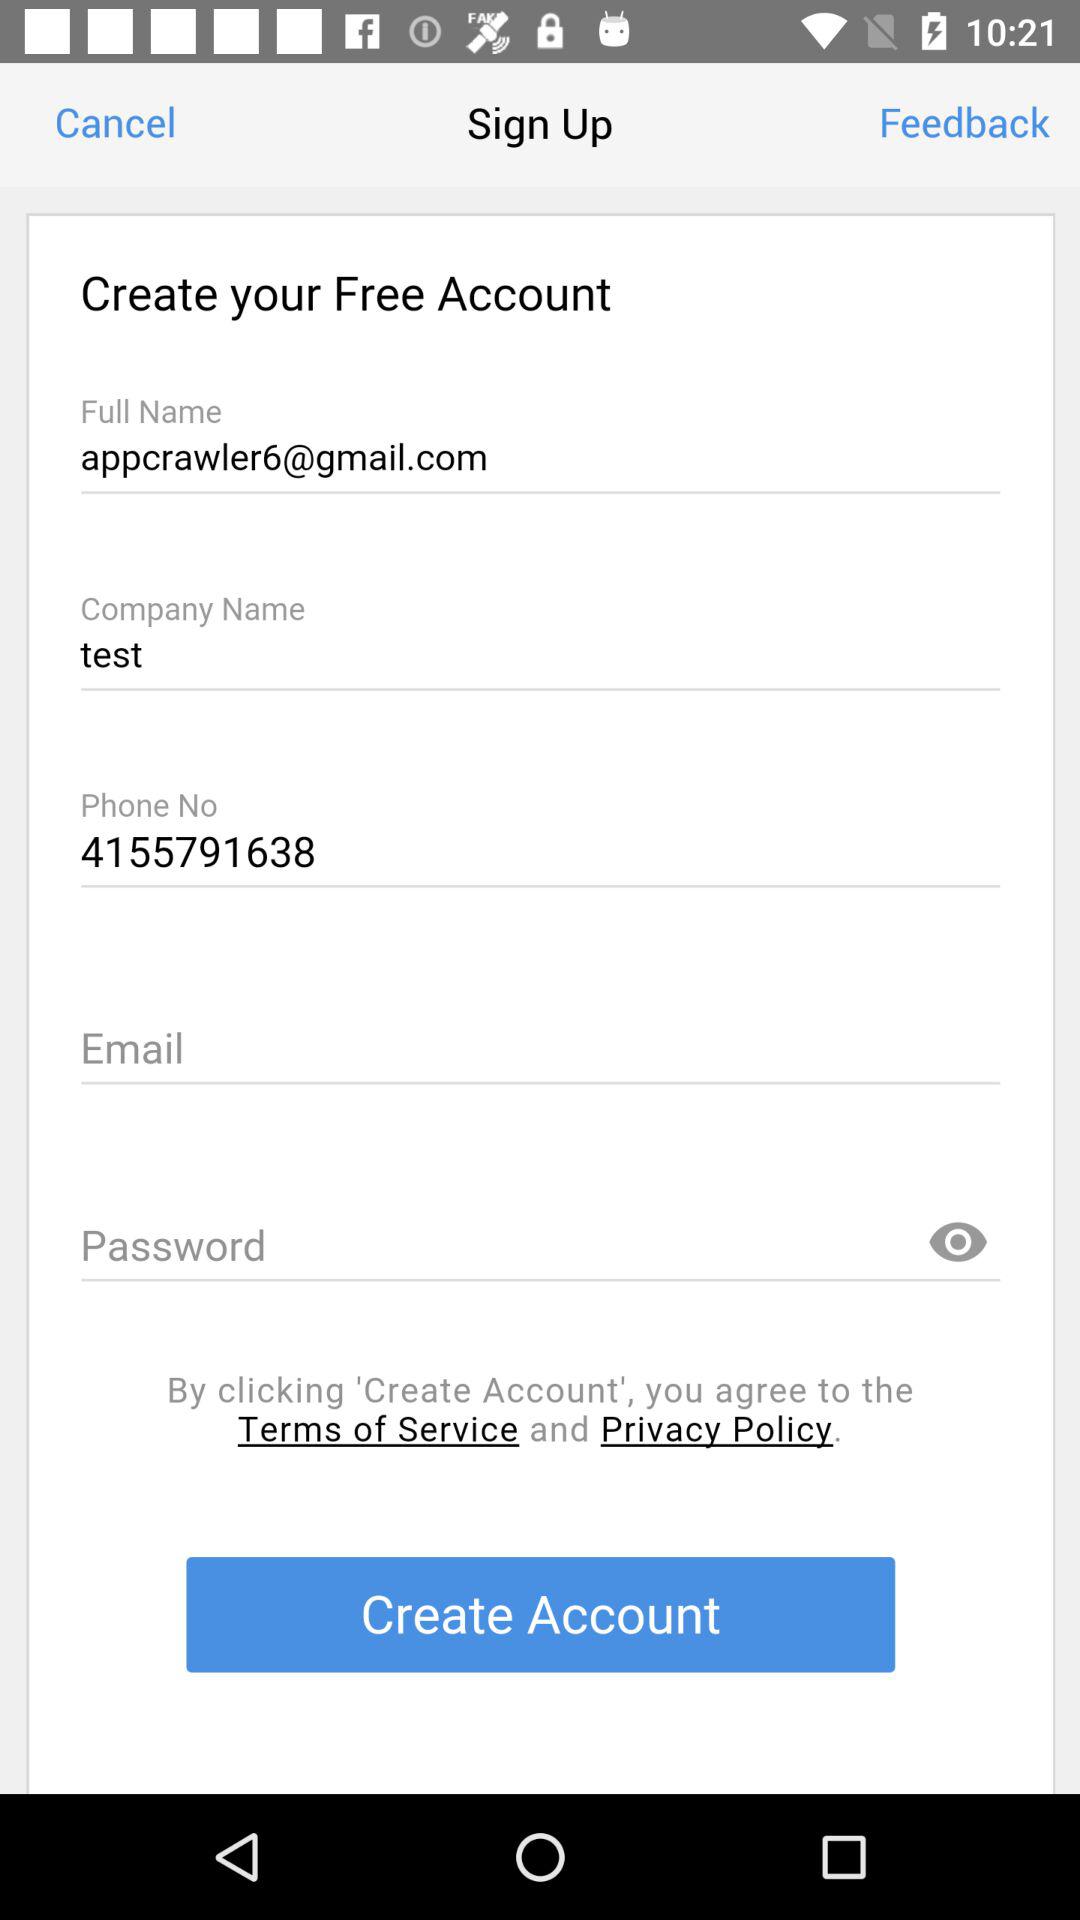 FAKE 10:21
Cancel Sign Up Feedback
Create your Free Account
Full Name
appcrawler6@gmail.com
Company Name
test
Phone No
4155791638
Email
Password
By clicking 'Create Account', you agree to the
Terms of Service and Privacy Policy.
Create Account